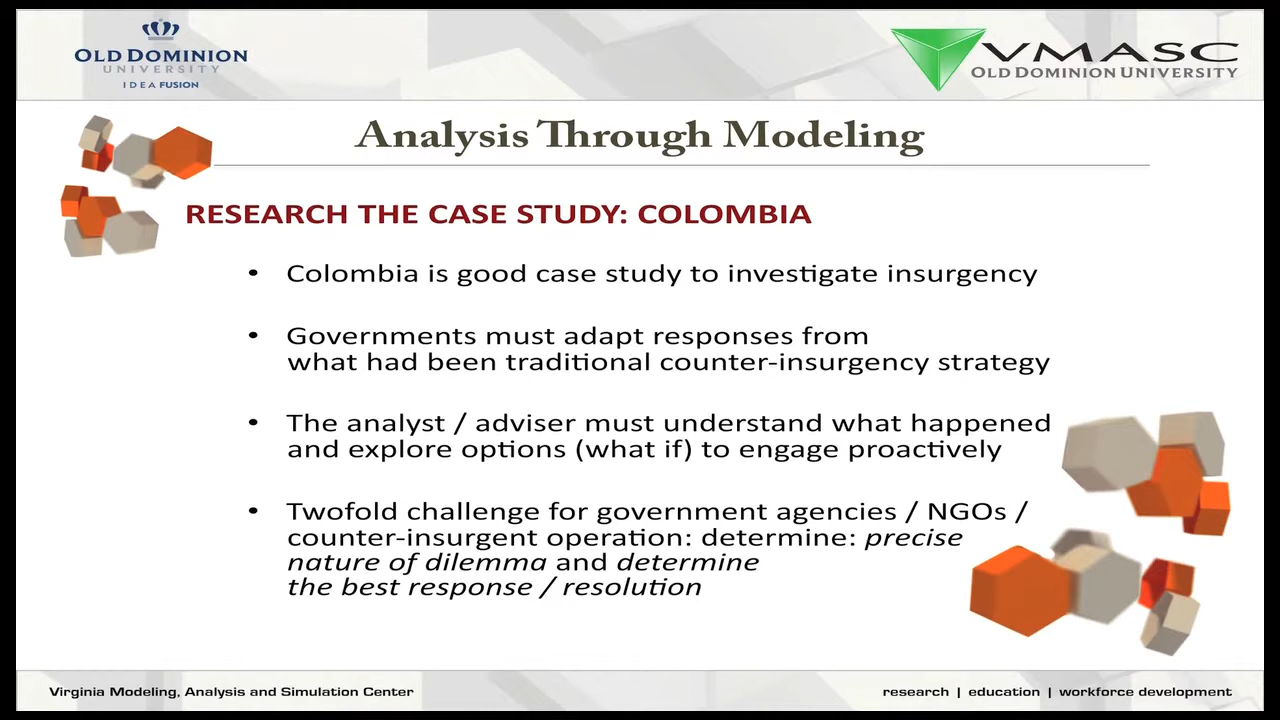 OLD DOMINION
UNIVERSITY
IDEA FUSION
VMASC
OLD DOMINION UNIVERSITY
Analysis Through Modeling
RESEARCH THE CASE STUDY: COLOMBIA
• Colombia is good case study to investigate insurgency
• Governments must adapt responses from
what had been traditional counter-insurgency strategy
• The analyst / adviser must understand what happened
and explore options (what if) to engage proactively
• Twofold challenge for government agencies / NGOs /
counter-insurgent operation: determine: precise
nature of dilemma and determine
the best response / resolution
Virginia Modeling, Analysis and Simulation Center
research | education | workforce development